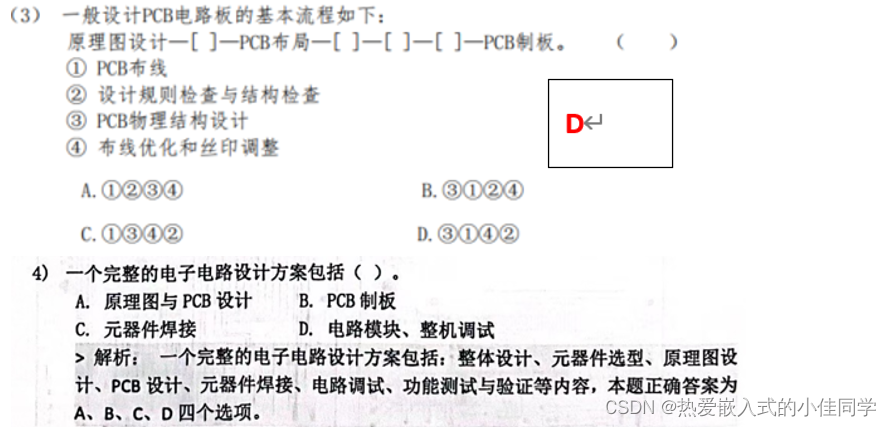 (3) 一般设计PCB电路板的基本流程如下：
原理图设计—[ ]—PCB布局—[ ]—[ ]—[ ]—PCB制板。 ( )
① PCB布线
② 设计规则检查与结构检查
③ PCB物理结构设计
④ 布线优化和丝印调整
D↵
A.①②③④ B.③①②④
C.①③④② D.③①④②
4) 一个完整的电子电路设计方案包括( )。
A. 原理图与 PCB 设计 B. PCB 制板
C. 元器件焊接 D. 电路模块、整机调试
> 解析： 一个完整的电子电路设计方案包括：整体设计、元器件选型、原理图设
计、PCB 设计、元器件焊接、电路调试、功能测试与验证等内容，本题正确答案为
A、B、C、D 四个选项。
CSDN @热爱嵌入式的小佳同学